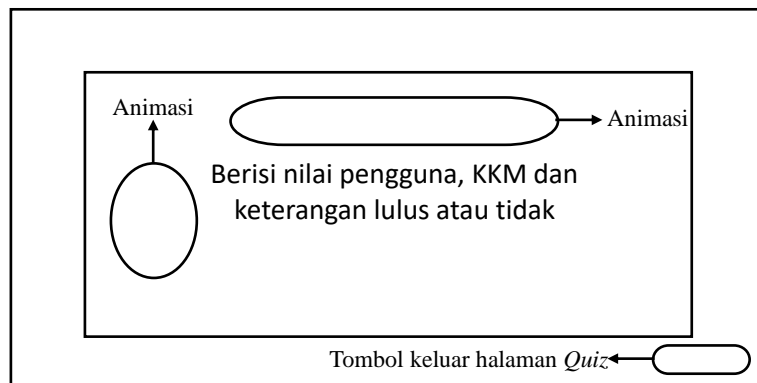 Animasi
Animasi
Berisi nilai pengguna, KKM dan
keterangan lulus atau tidak
Tombol keluar halaman Quiz